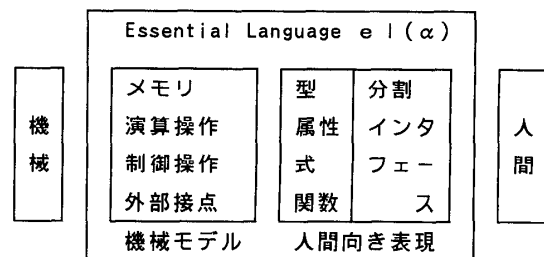 Essential Language el(α)
機械
メモリ
演算操作
制御操作
外部接点
機械モデル
型
属性
式
関数
分割
インタ
フェー
ス
人間向き表現
人間